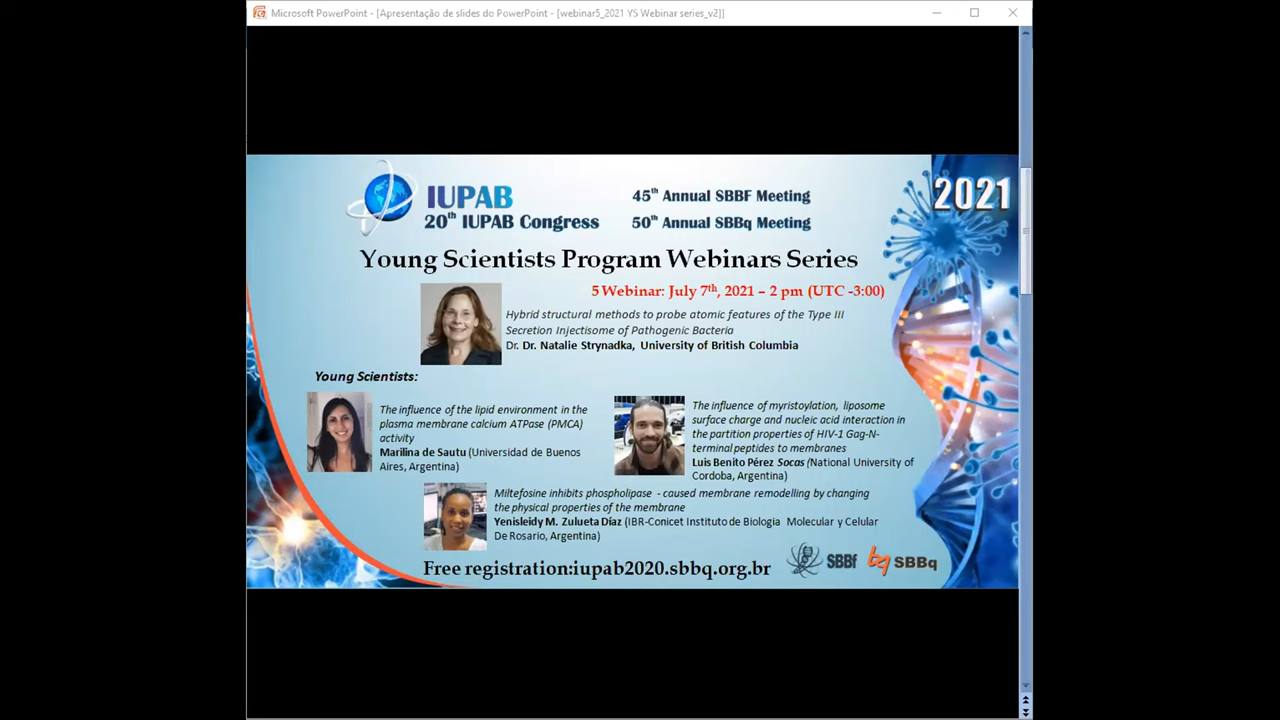 Microsoft PowerPoint - [Apresentação de slides do PowerPoint - [webinar5_2021 YS Webinar series_v2]]
2021
IUPAB
20th IUPAB Congress
45th Annual SBBF Meeting
50th Annual SBBq Meeting
Young Scientists Program Webinars Series
5 Webinar: July 7th, 2021 – 2 pm (UTC -3:00)
Hybrid structural methods to probe atomic features of the Type III
Secretion Injectisome of Pathogenic Bacteria
Dr. Dr. Natalie Strynadka, University of British Columbia
Young Scientists:
The influence of the lipid environment in the
plasma membrane calcium ATPase (PMCA)
activity
Marilina de Sautu (Universidad de Buenos
Aires, Argentina)
The influence of myristoylation, liposome
surface charge and nucleic acid interaction in
the partition properties of HIV-1 Gag-N-
terminal peptides to membranes
Luis Benito Pérez Socas (National University of
Cordoba, Argentina)
Miltefosine inhibits phospholipase - caused membrane remodelling by changing
the physical properties of the membrane
Yenisleidy M. Zulueta Díaz (IBR-Conicet Instituto de Biologia Molecular y Celular
De Rosario, Argentina)
Free registration:iupab2020.sbbq.org.br
SBBf
bq SBBq